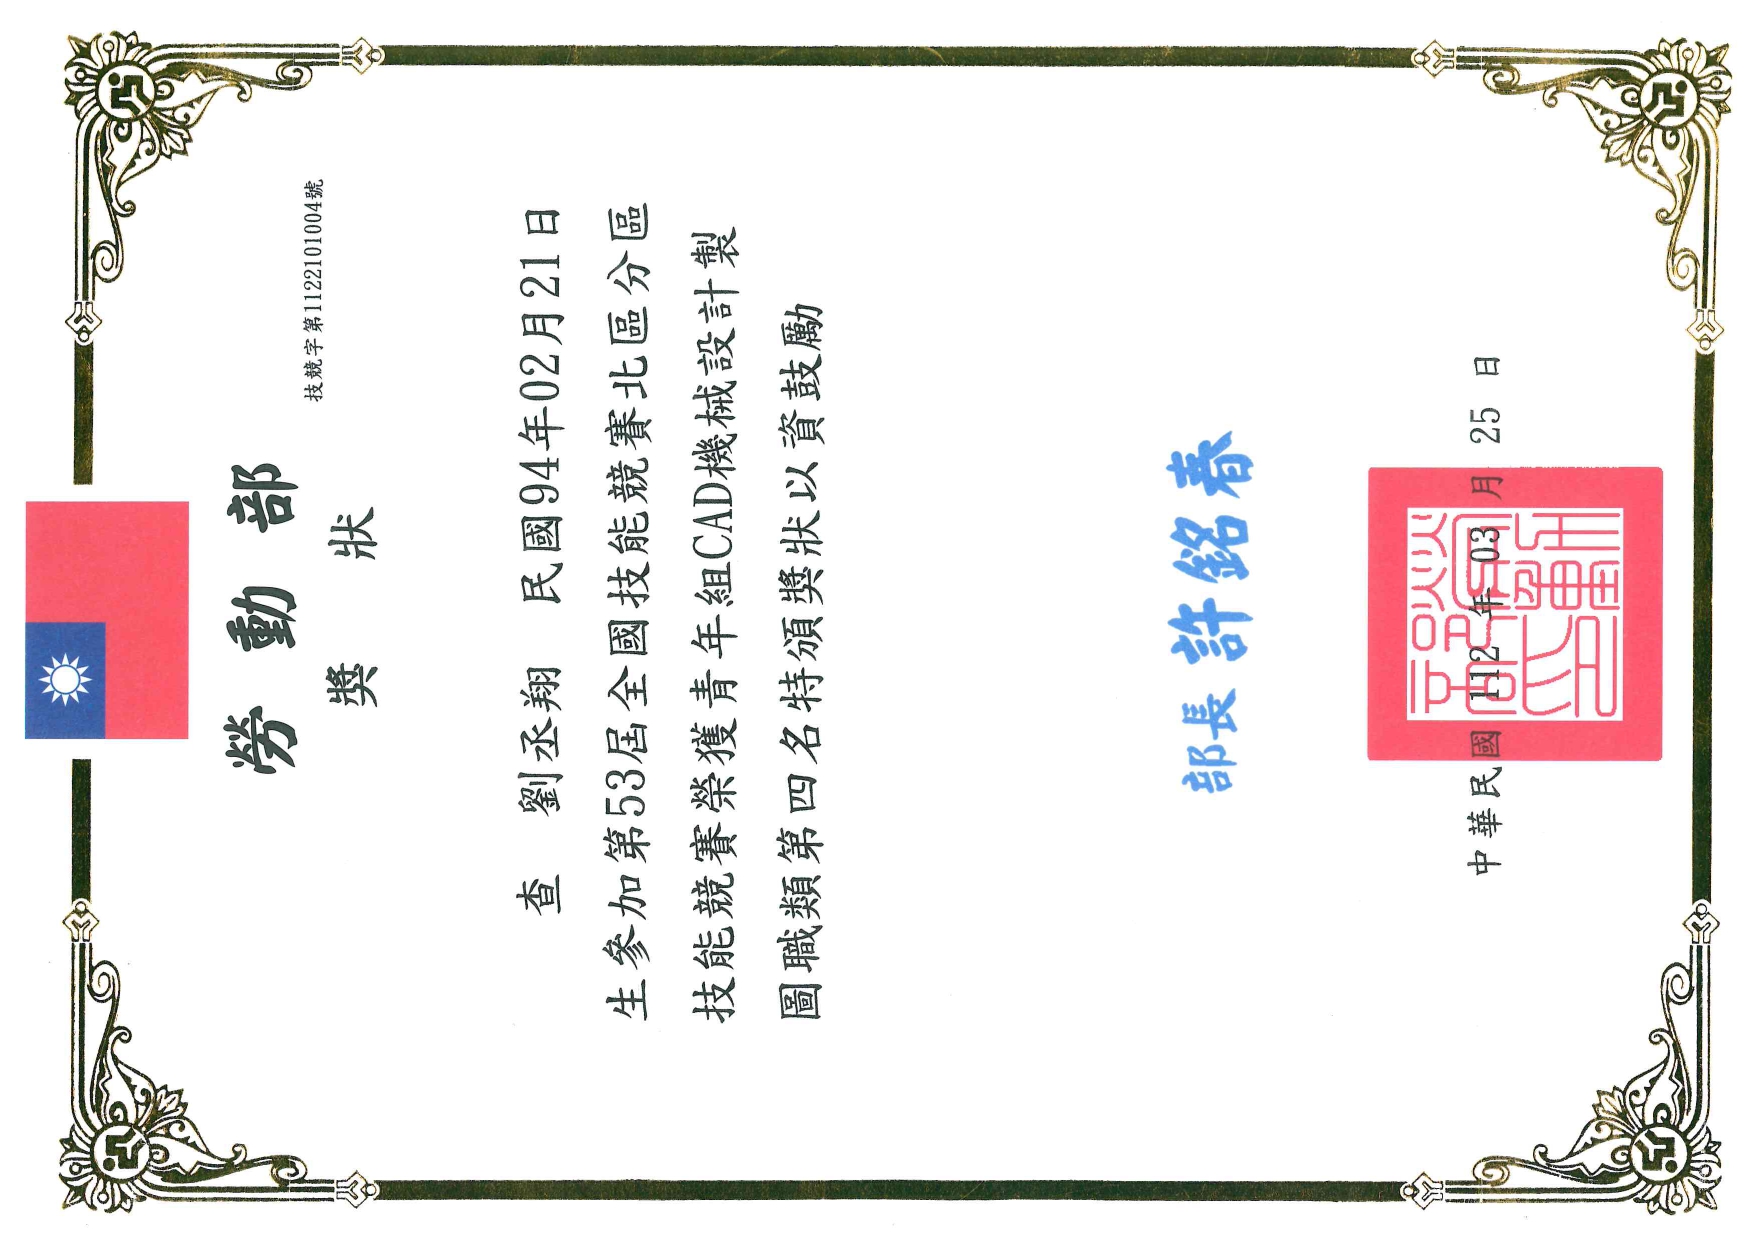 勞動部
技競字第1122101004號
獎狀
查 劉丞翔 民國94年02月21日
生參加第53屆全國技能競賽北區分區
技能競賽榮獲青年組CAD機械設計製
圖職類第四名特頒獎狀以資鼓勵
部長 許銘春
中華民國 112 年 03 月 25 日
勞動部印